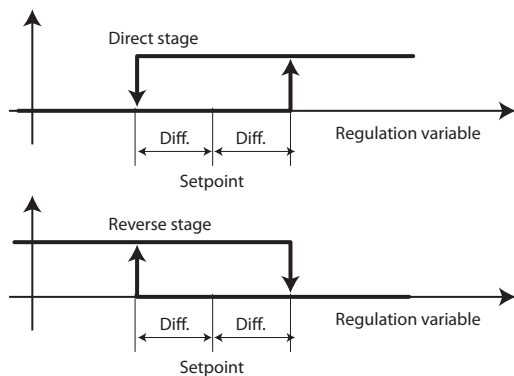 Direct stage
Diff. Diff. Regulation variable
Setpoint
Reverse stage
Diff. Diff. Regulation variable
Setpoint